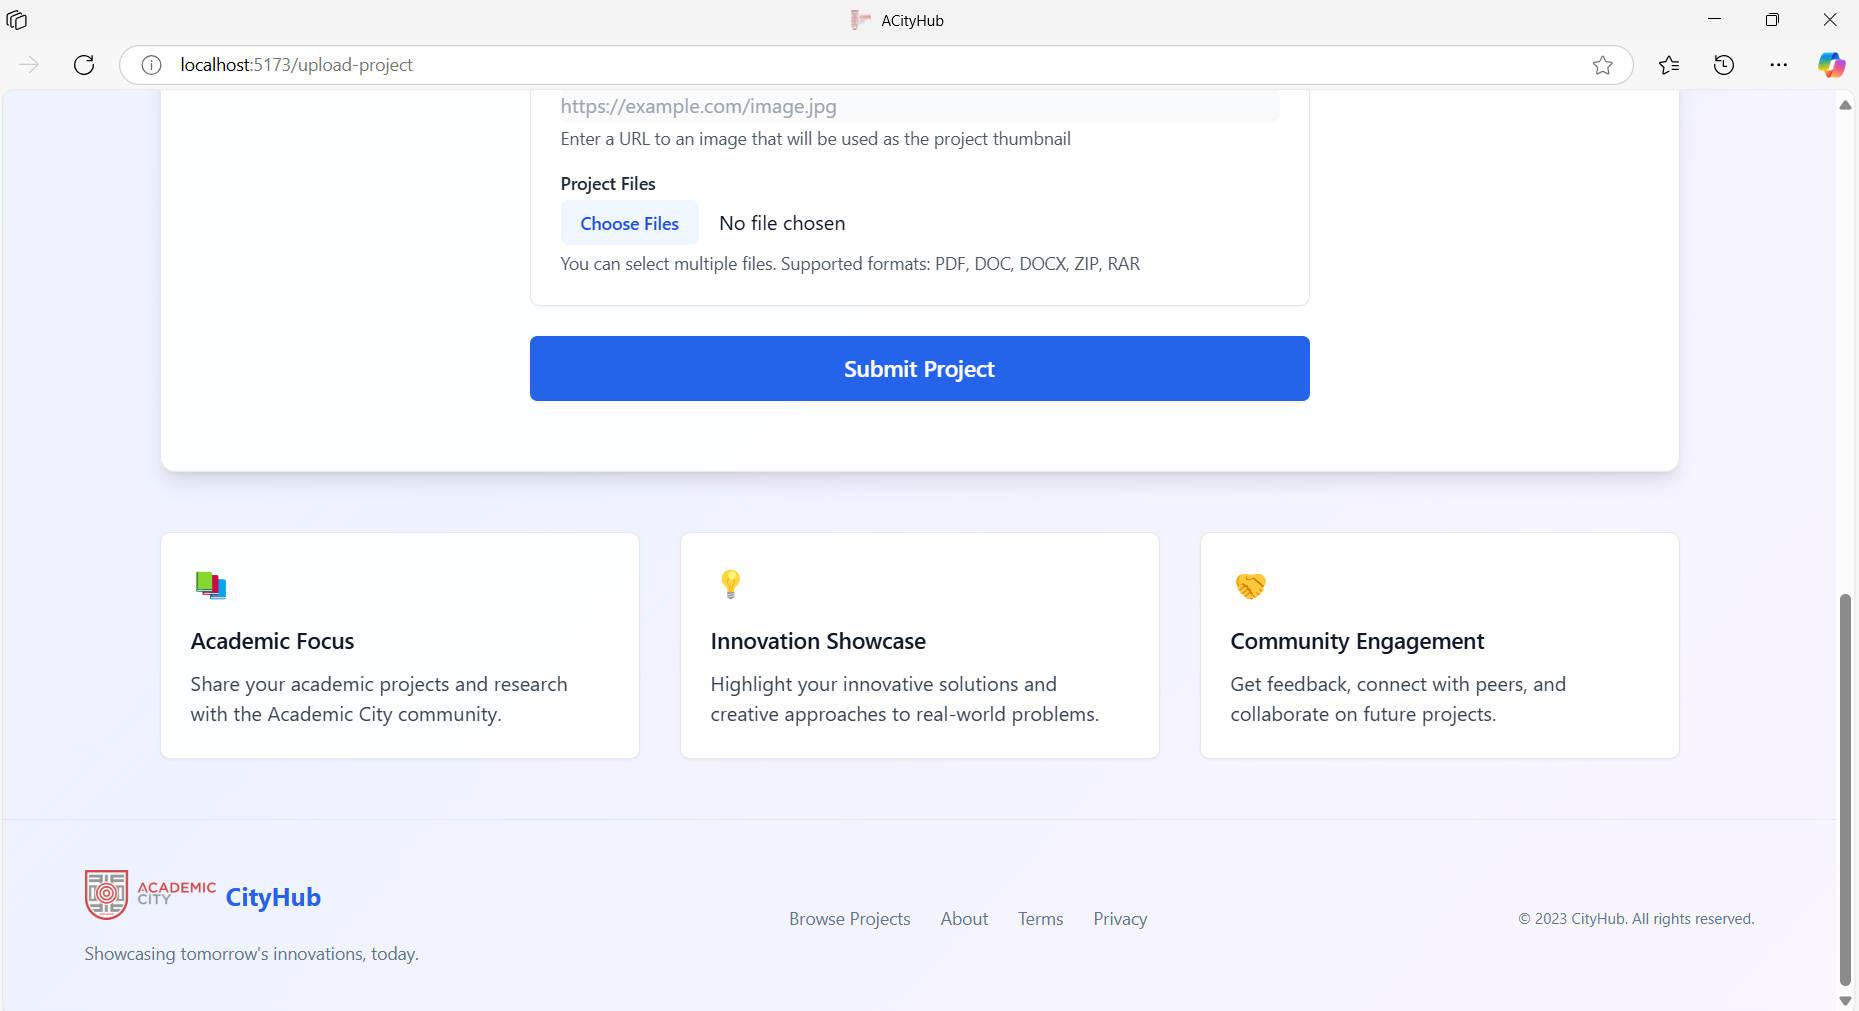 ACityHub
localhost:5173/upload-project
https://example.com/image.jpg
Enter a URL to an image that will be used as the project thumbnail
Project Files
Choose Files No file chosen
You can select multiple files. Supported formats: PDF, DOC, DOCX, ZIP, RAR
Submit Project
Academic Focus
Share your academic projects and research
with the Academic City community.
Innovation Showcase
Highlight your innovative solutions and
creative approaches to real-world problems.
Community Engagement
Get feedback, connect with peers, and
collaborate on future projects.
ACADEMIC
CITY
CityHub
Showcasing tomorrow's innovations, today.
Browse Projects About Terms Privacy
© 2023 CityHub. All rights reserved.